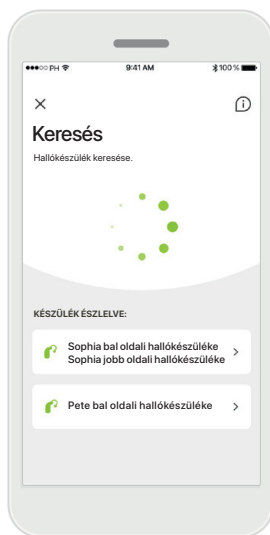 PH 9:41 AM 100 %
Keresés
Hallókészülék keresése.
KÉSZÜLÉK ÉSZLELVE:
Sophia bal oldali hallókészüléke
Sophia jobb oldali hallókészüléke
Pete bal oldali hallókészüléke